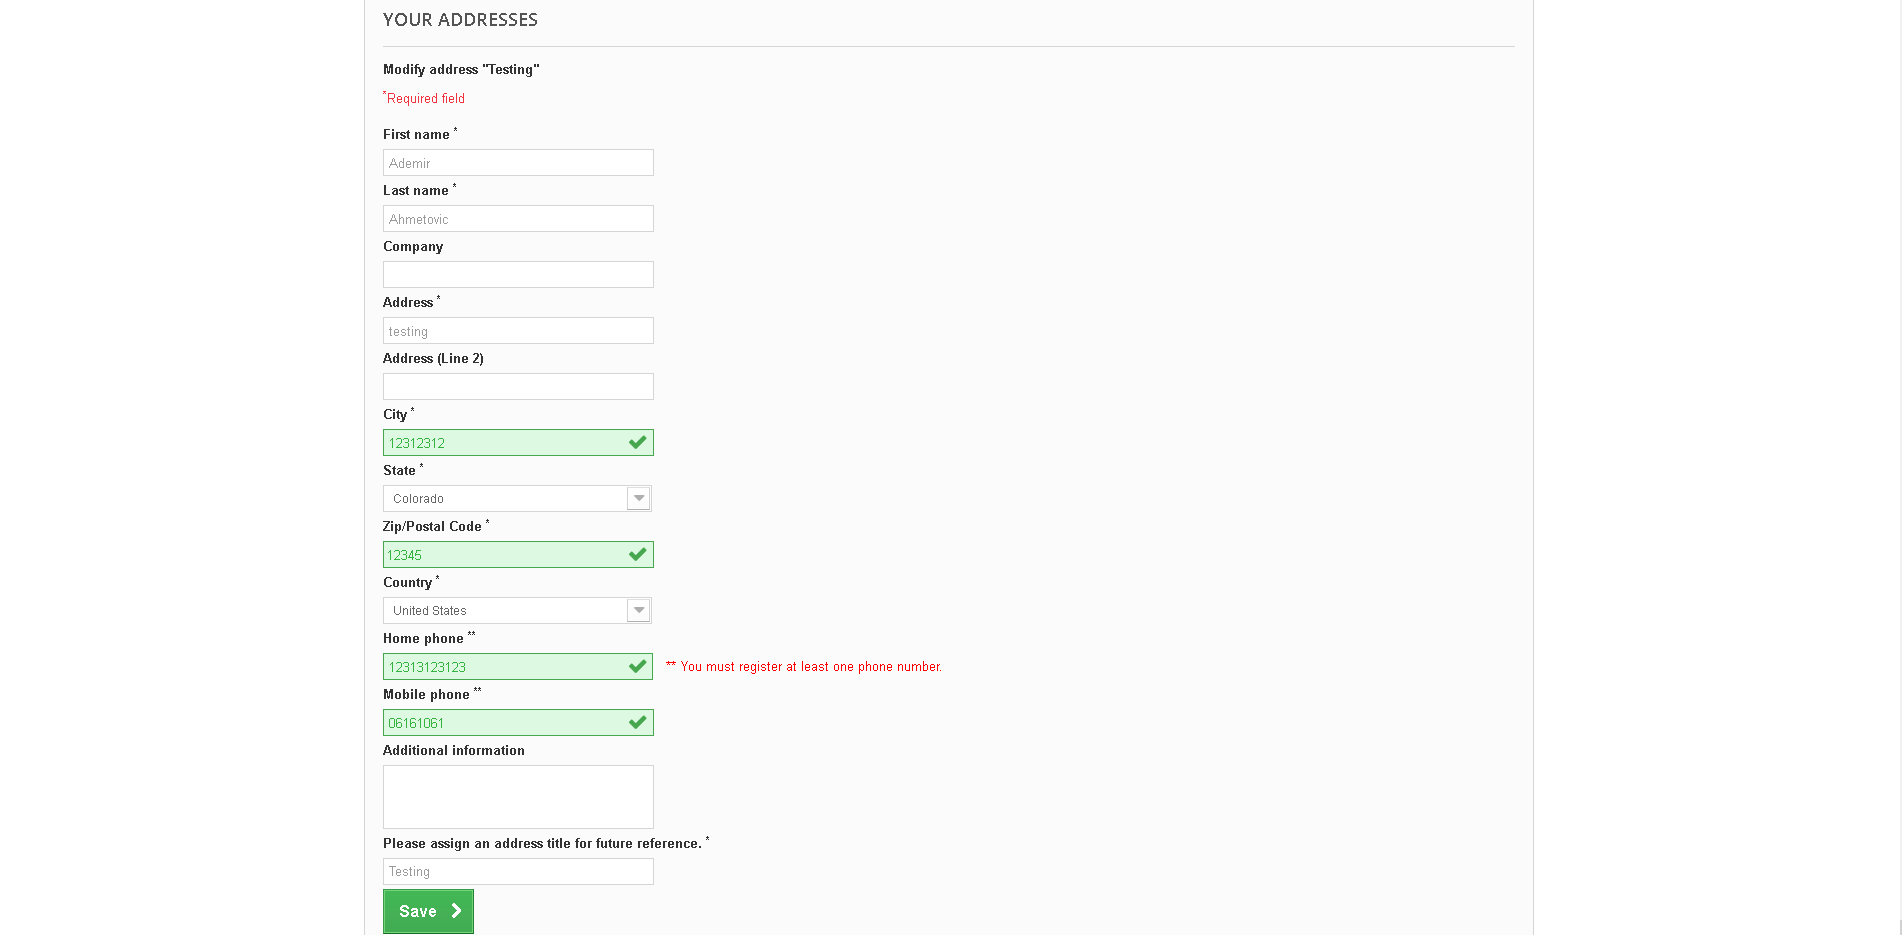 YOUR ADDRESSES
Modify address "Testing"
*Required field
First name *
Ademir
Last name *
Ahmetovic
Company
Address *
testing
Address (Line 2)
City *
12312312
State *
Colorado
Zip/Postal Code *
12345
Country *
United States
Home phone **
12313123123
** You must register at least one phone number.
Mobile phone **
06161061
Additional information
Please assign an address title for future reference. *
Testing
Save